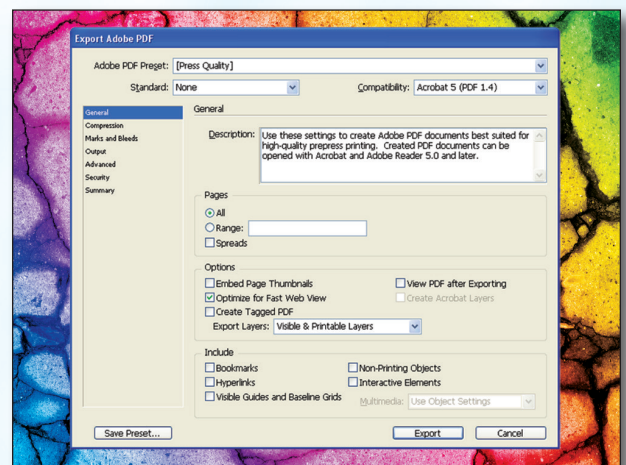 Export Adobe PDF
Adobe PDF Preset: [Press Quality]
Standard: None Compatibility: Acrobat 5 (PDF 1.4)
General
Compression
Marks and Bleeds
Output
Advanced
Security
Summary
General
Description: Use these settings to create Adobe PDF documents best suited for
high-quality prepress printing. Created PDF documents can be
opened with Acrobat and Adobe Reader 5.0 and later.
Pages
All
Range:
Spreads
Options
Embed Page Thumbnails View PDF after Exporting
Optimize for Fast Web View Create Acrobat Layers
Create Tagged PDF
Export Layers: Visible & Printable Layers
Include
Bookmarks Non-Printing Objects
Hyperlinks Interactive Elements
Visible Guides and Baseline Grids Multimedia: Use Object Settings
Save Preset... Export Cancel